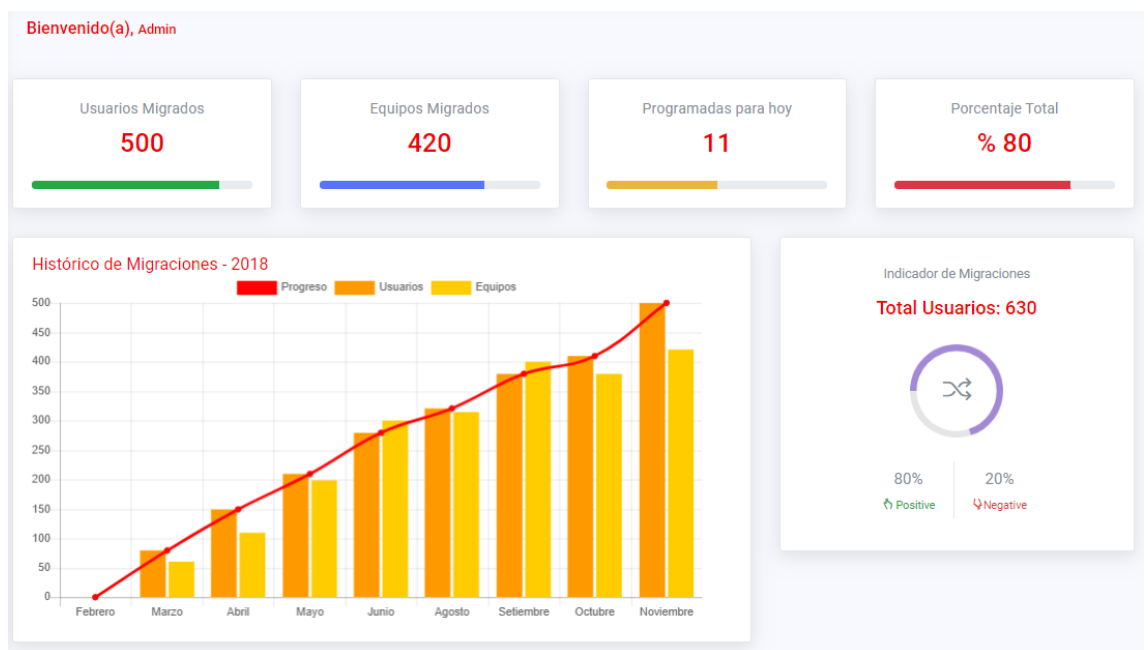 Bienvenido(a), Admin
Usuarios Migrados
500
Equipos Migrados
420
Programadas para hoy
11
Porcentaje Total
% 80
Histórico de Migraciones - 2018
Progreso Usuarios Equipos
500
450
400
350
300
250
200
150
100
50
0
Febrero Marzo Abril Mayo Junio Agosto Setiembre Octubre Noviembre
Indicador de Migraciones
Total Usuarios: 630
80% 20%
Positive Negative